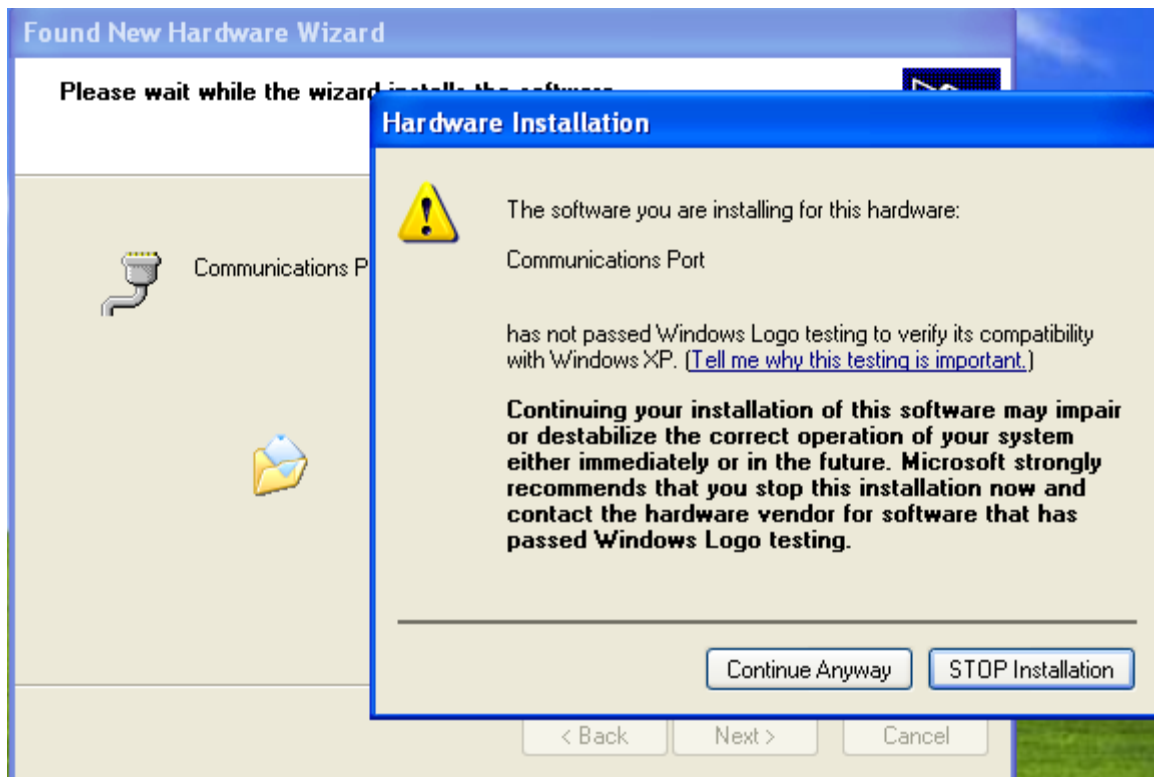 Found New Hardware Wizard
Please wait while the wizard installs the software
Hardware Installation
The software you are installing for this hardware:
Communications Port
Communications P
has not passed Windows Logo testing to verify its compatibility
with Windows XP. (Tell me why this testing is important.)
Continuing your installation of this software may impair
or destabilize the correct operation of your system
either immediately or in the future. Microsoft strongly
recommends that you stop this installation now and
contact the hardware vendor for software that has
passed Windows Logo testing.
Continue Anyway
STOP Installation
< Back
Next >
Cancel